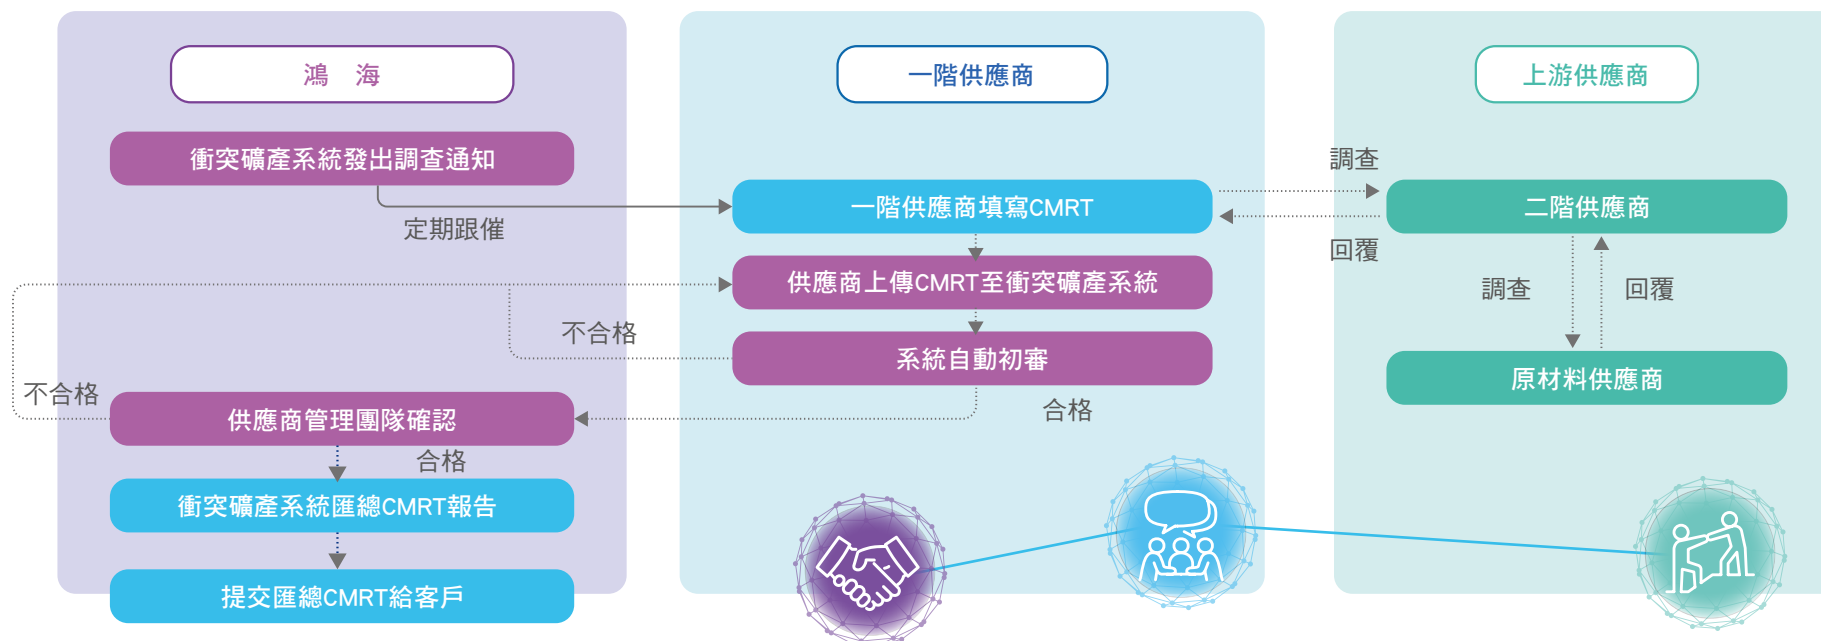 鴻 海
衝突礦產系統發出調查通知
定期跟催
不合格
不合格
供應商管理團隊確認
合格
衝突礦產系統匯總CMRT報告
提交匯總CMRT給客戶
一階供應商
一階供應商填寫CMRT
供應商上傳CMRT至衝突礦產系統
系統自動初審
合格
上游供應商
調查
回覆
二階供應商
調查
回覆
原材料供應商